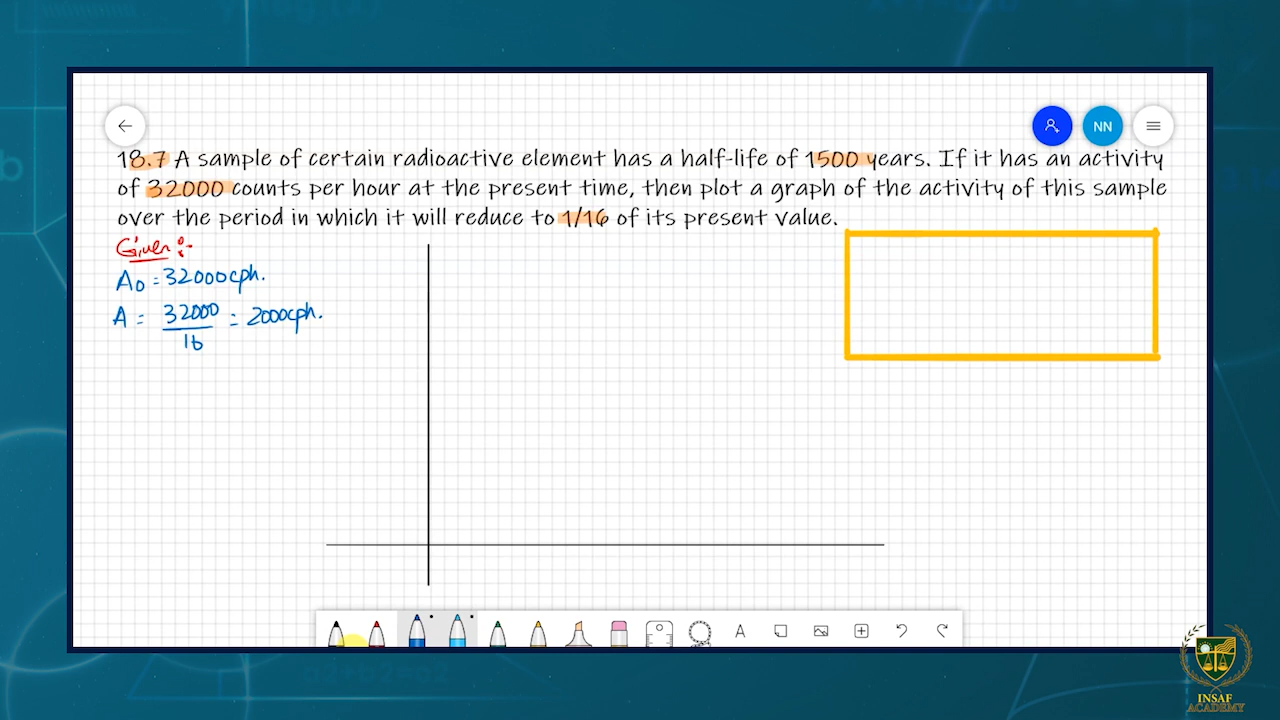 NN
18.7 A sample of certain radioactive element has a half-life of 1500 years. If it has an activity
of 32000 counts per hour at the present time, then plot a graph of the activity of this sample
over the period in which it will reduce to 1/16 of its present value.
Given :-
A0 = 32000cph.
A = 32000/16 = 2000cph.
A
INSAF
ACADEMY